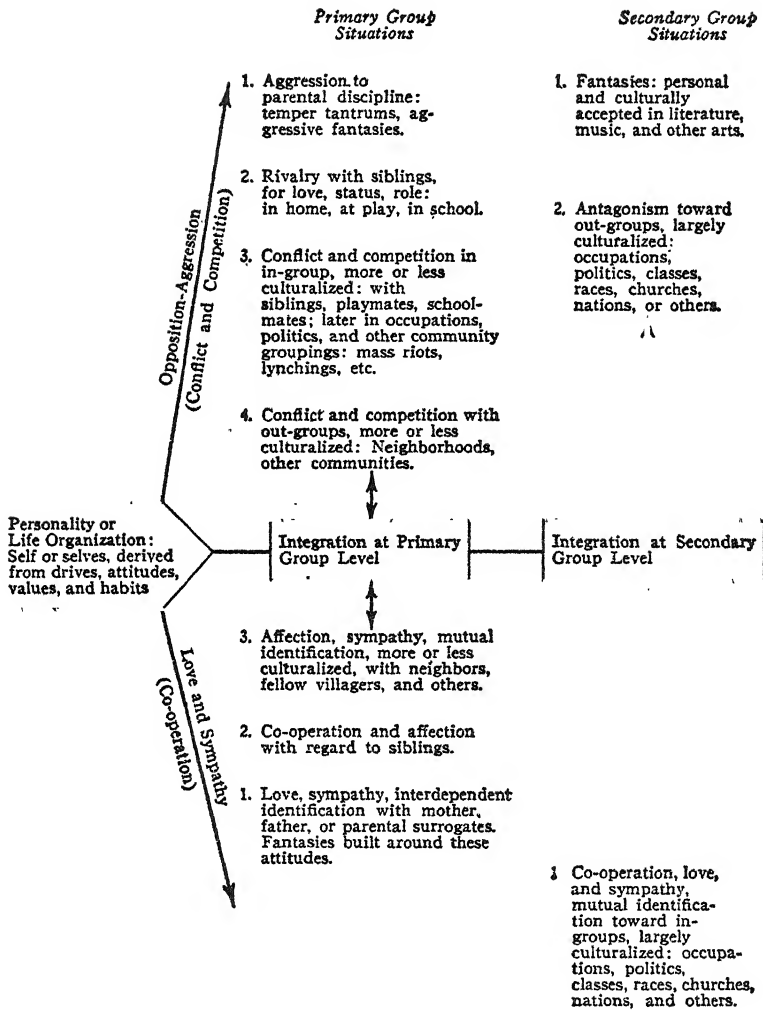 Primary Group
Situations
Secondary Group
Situations
1. Aggression to
parental discipline:
temper tantrums, ag-
gressive fantasies.
2. Rivalry with siblings,
for love, status, role:
in home, at play, in school.
3. Conflict and competition in
in-group, more or less
culturalized: with
siblings, playmates, school-
mates; later in occupations,
politics, and other community
groupings: mass riots,
lynchings, etc.
4. Conflict and competition with
out-groups, more or less
culturalized: Neighborhoods,
other communities.
1. Fantasies: personal
and culturally
accepted in literature,
music, and other arts.
2. Antagonism toward
out-groups, largely
culturalized:
occupations,
politics, classes,
races, churches,
nations, or others.
Opposition-Aggression
(Conflict and Competition)
Personality or
Life Organization:
Self or selves, derived
from drives, attitudes,
values, and habits
Integration at Primary
Group Level
Integration at Secondary
Group Level
Love and Sympathy
(Co-operation)
3. Affection, sympathy, mutual
identification, more or less
culturalized, with neighbors,
fellow villagers, and others.
2. Co-operation and affection
with regard to siblings.
1. Love, sympathy, interdependent
identification with mother,
father, or parental surrogates.
Fantasies built around these
attitudes.
1 Co-operation, love,
and sympathy,
mutual identifica-
tion toward in-
groups, largely
culturalized: occupa-
tions, politics,
classes, races, churches,
nations, and others.